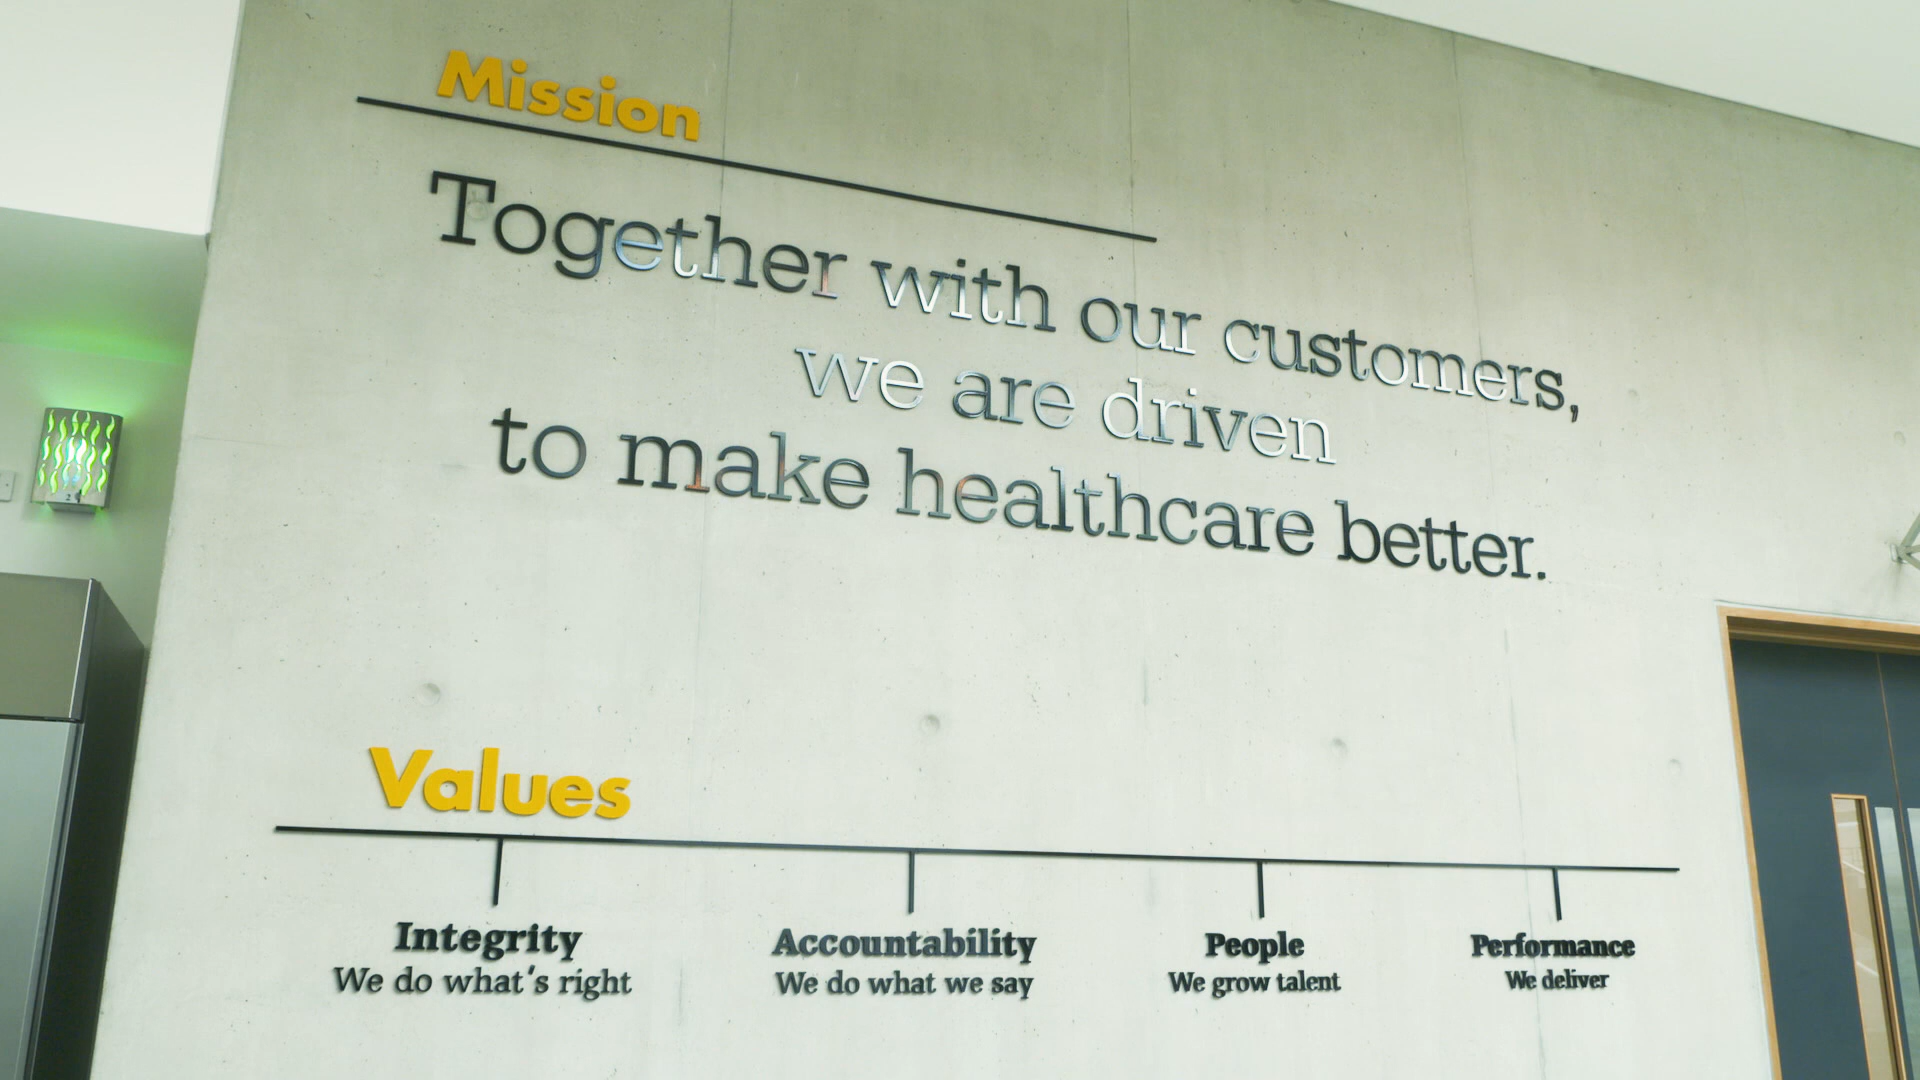 Mission
Together with our customers,
we are driven
to make healthcare better.
Values
Integrity
We do what's right
Accountability
We do what we say
People
We grow talent
Performance
We deliver